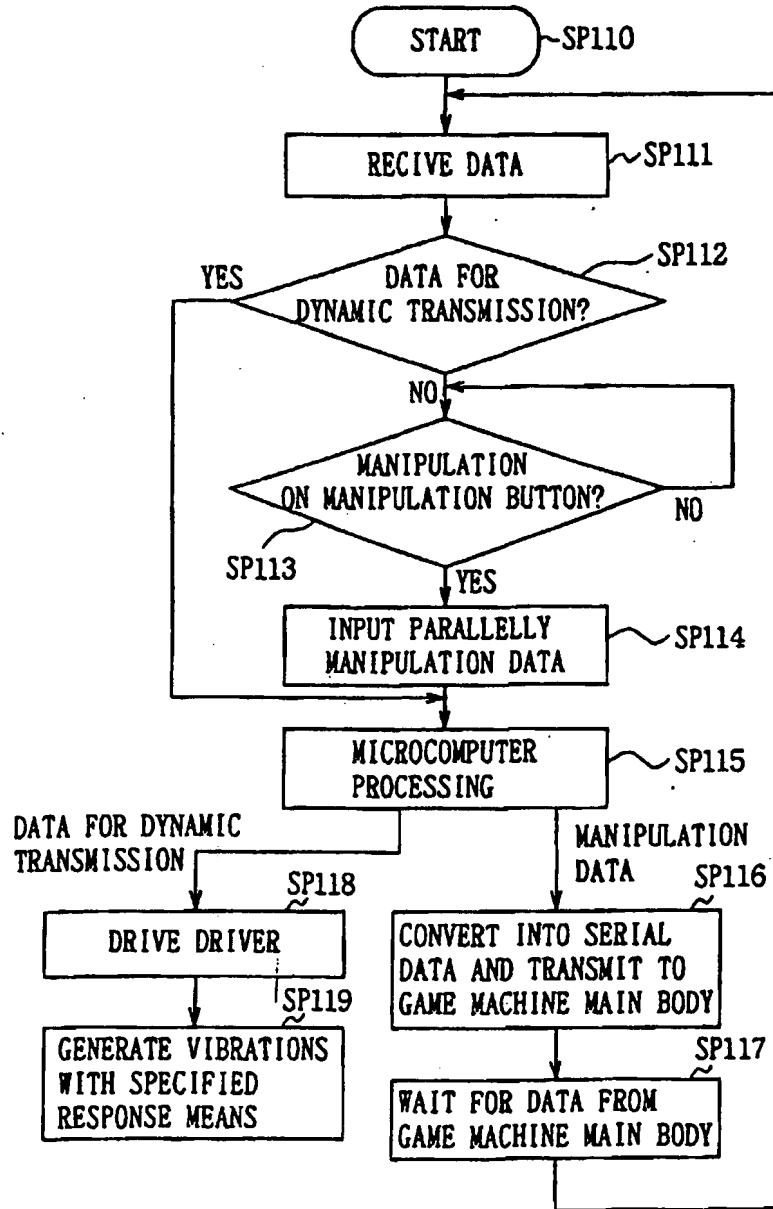 START
SP110
RECIVE DATA
SP111
SP112
YES
DATA FOR
DYNAMIC TRANSMISSION?
NO
MANIPULATION
ON MANIPULATION BUTTON?
NO
SP113
YES
INPUT PARALLELLY
MANIPULATION DATA
SP114
MICROCOMPUTER
PROCESSING
SP115
DATA FOR DYNAMIC
TRANSMISSION
MANIPULATION
DATA
SP118
DRIVE DRIVER
SP116
CONVERT INTO SERIAL
DATA AND TRANSMIT TO
GAME MACHINE MAIN BODY
SP119
GENERATE VIBRATIONS
WITH SPECIFIED
RESPONSE MEANS
SP117
WAIT FOR DATA FROM
GAME MACHINE MAIN BODY